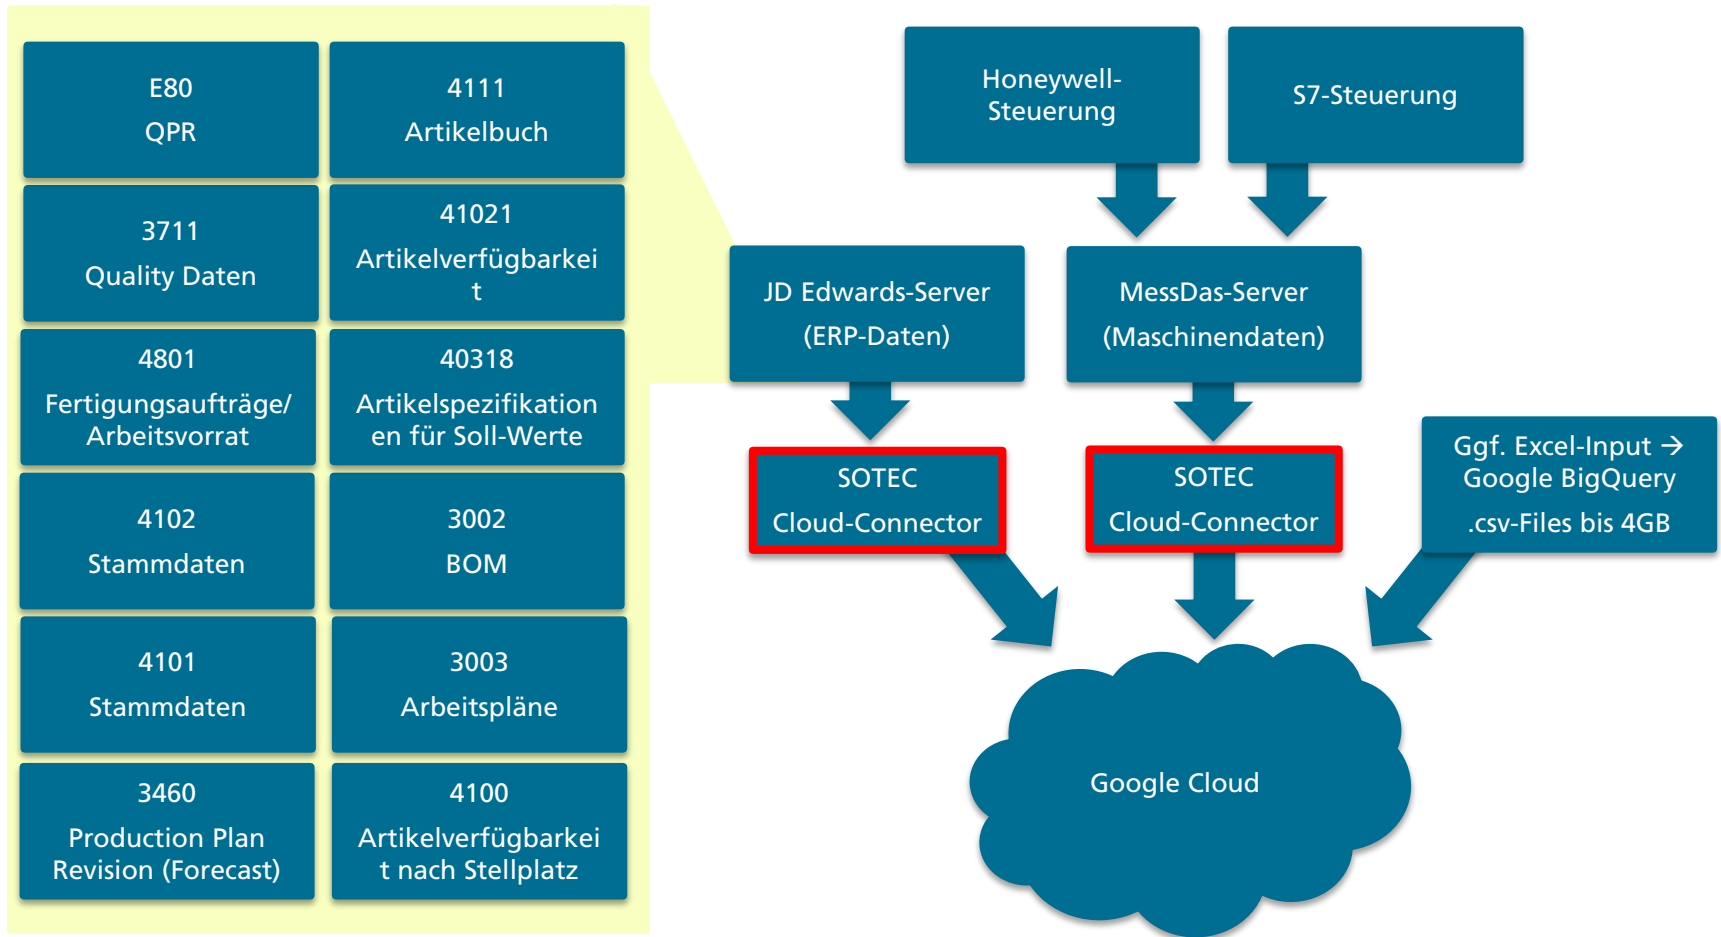 E80
QPR
4111
Artikelbuch
3711
Quality Daten
41021
Artikelverfügbarkei
t
4801
Fertigungsaufträge/
Arbeitsvorrat
40318
Artikelspezifikation
en für Soll-Werte
4102
Stammdaten
3002
BOM
4101
Stammdaten
3003
Arbeitspläne
3460
Production Plan
Revision (Forecast)
4100
Artikelverfügbarkei
t nach Stellplatz
Honeywell-
Steuerung
S7-Steuerung
JD Edwards-Server
(ERP-Daten)
MessDas-Server
(Maschinendaten)
SOTEC
Cloud-Connector
SOTEC
Cloud-Connector
Ggf. Excel-Input →
Google BigQuery
.csv-Files bis 4GB
Google Cloud